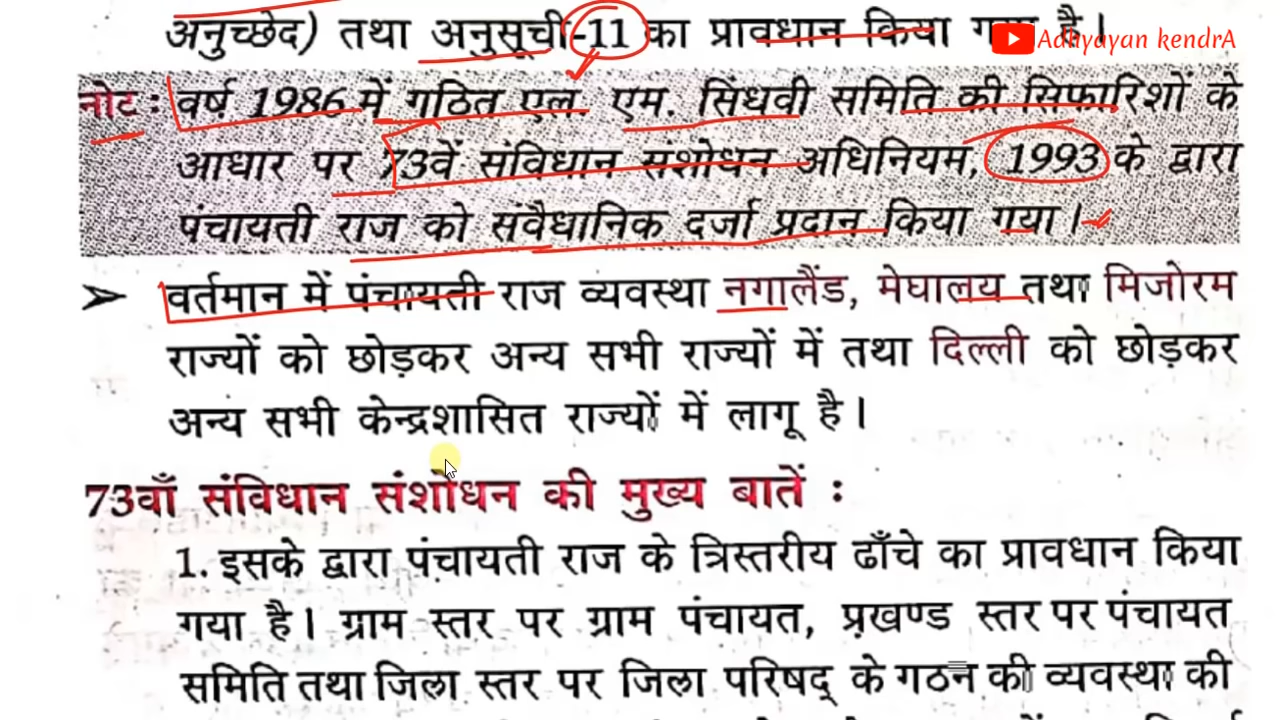 अनुच्छेद) तथा अनुसूची-11 का प्रावधान किया गया है।
Adhyayan kendrA
नोट : वर्ष 1986 में गठित एल. एम. सिंधवी समिति की सिफारिशों के
आधार पर 73वें संविधान संशोधन अधिनियम, 1993 के द्वारा
पंचायती राज को संवैधानिक दर्जा प्रदान किया गया।
➢ वर्तमान में पंचायती राज व्यवस्था नगालैंड, मेघालय तथा मिजोरम
राज्यों को छोड़कर अन्य सभी राज्यों में तथा दिल्ली को छोड़कर
अन्य सभी केन्द्रशासित राज्यों में लागू है।
73वाँ संविधान संशोधन की मुख्य बातें :
1. इसके द्वारा पंचायती राज के त्रिस्तरीय ढाँचे का प्रावधान किया
गया है। ग्राम स्तर पर ग्राम पंचायत, प्रखण्ड स्तर पर पंचायत
समिति तथा जिला स्तर पर जिला परिषद् के गठन की व्यवस्था की